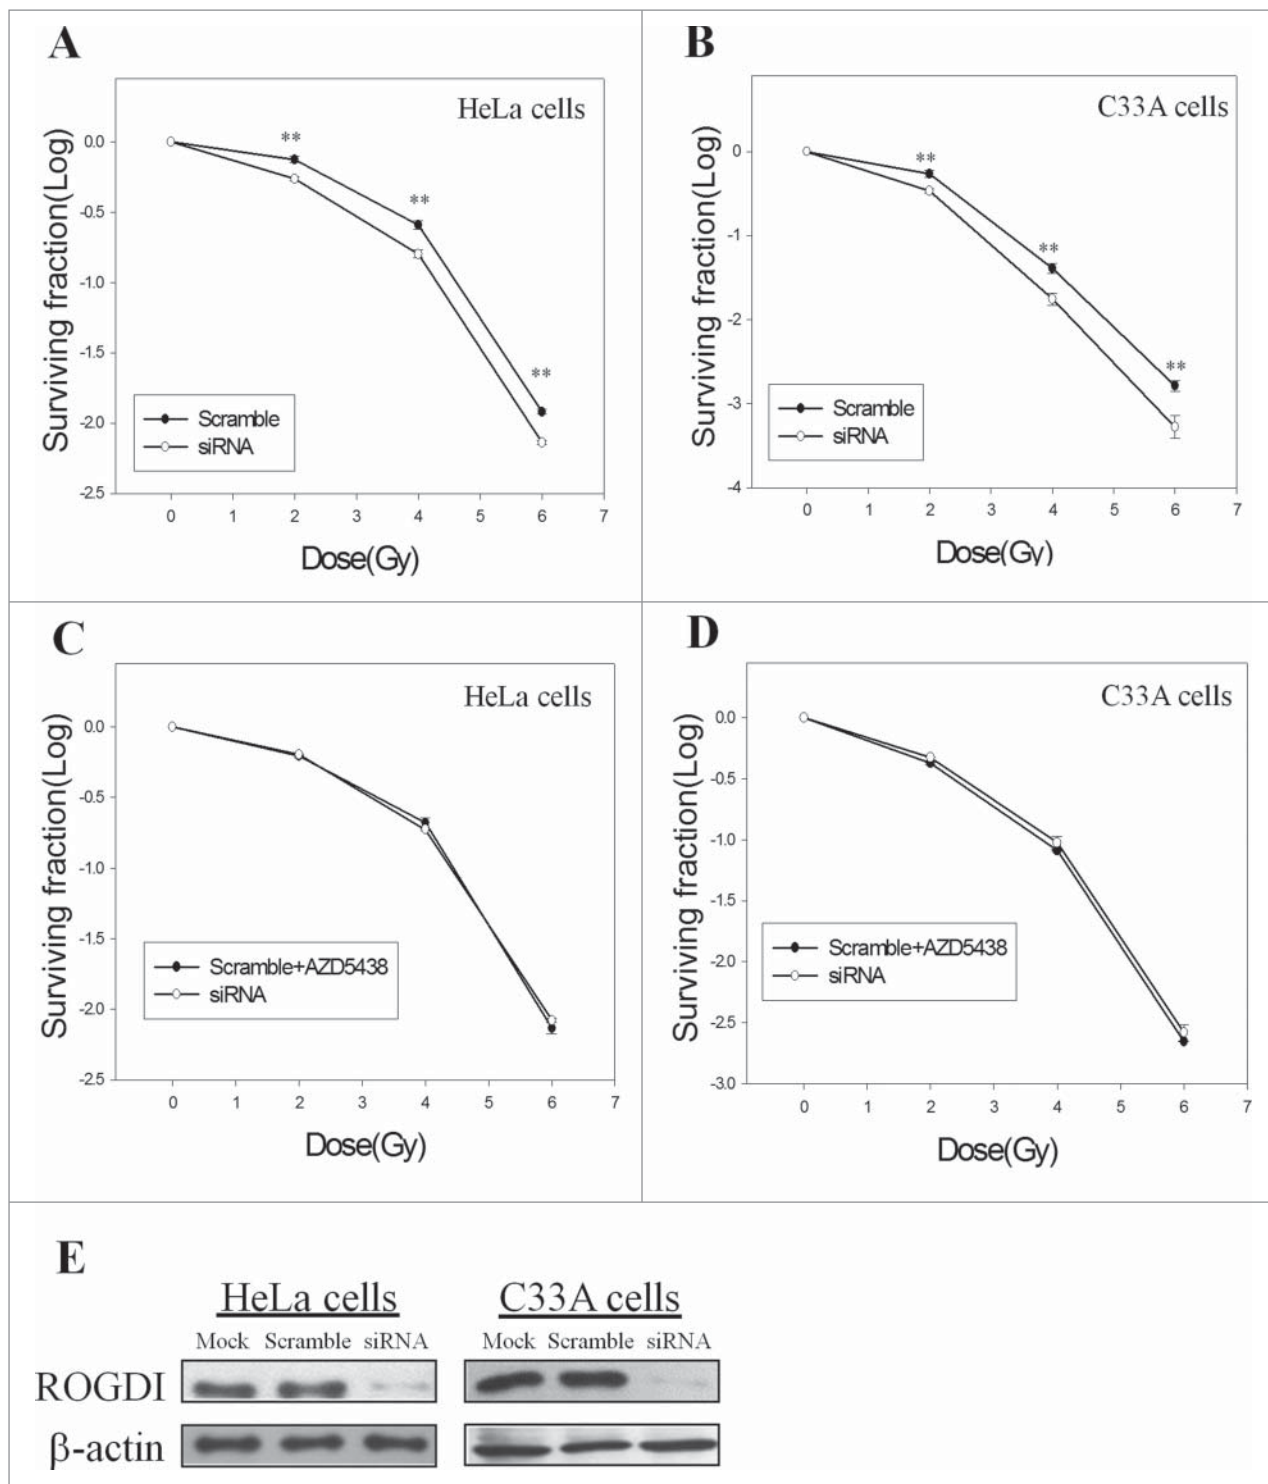 A
HeLa cells
**
**
**
Surviving fraction(Log)
0.0
-0.5
-1.0
-1.5
-2.0
-2.5
Scramble
siRNA
0 1 2 3 4 5 6 7
Dose(Gy)
B
C33A cells
**
**
**
Surviving fraction(Log)
0
-1
-2
-3
-4
Scramble
siRNA
0 1 2 3 4 5 6 7
Dose(Gy)
C
HeLa cells
Surviving fraction(Log)
0.0
-0.5
-1.0
-1.5
-2.0
-2.5
Scramble+AZD5438
siRNA
0 1 2 3 4 5 6 7
Dose(Gy)
D
C33A cells
Surviving fraction(Log)
0.0
-0.5
-1.0
-1.5
-2.0
-2.5
-3.0
Scramble+AZD5438
siRNA
0 1 2 3 4 5 6 7
Dose(Gy)
E
HeLa cells C33A cells
Mock Scramble siRNA Mock Scramble siRNA
ROGDI
β-actin